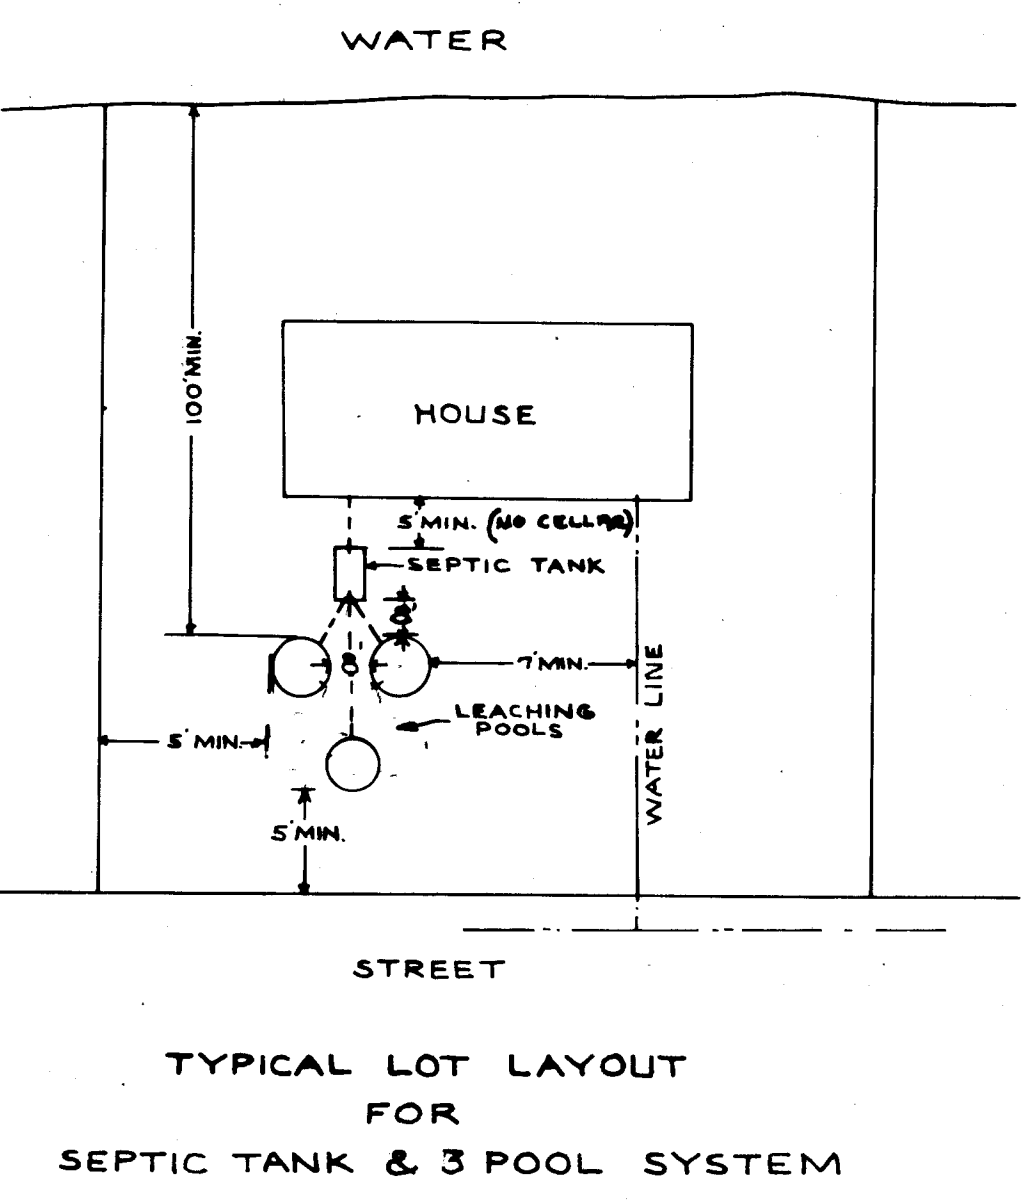 WATER
100' MIN.
HOUSE
5' MIN. (NO CELLAR)
SEPTIC TANK
8'
8'
7' MIN.
WATER LINE
LEACHING
POOLS
5' MIN.
5' MIN.
STREET
TYPICAL LOT LAYOUT
FOR
SEPTIC TANK & 3 POOL SYSTEM